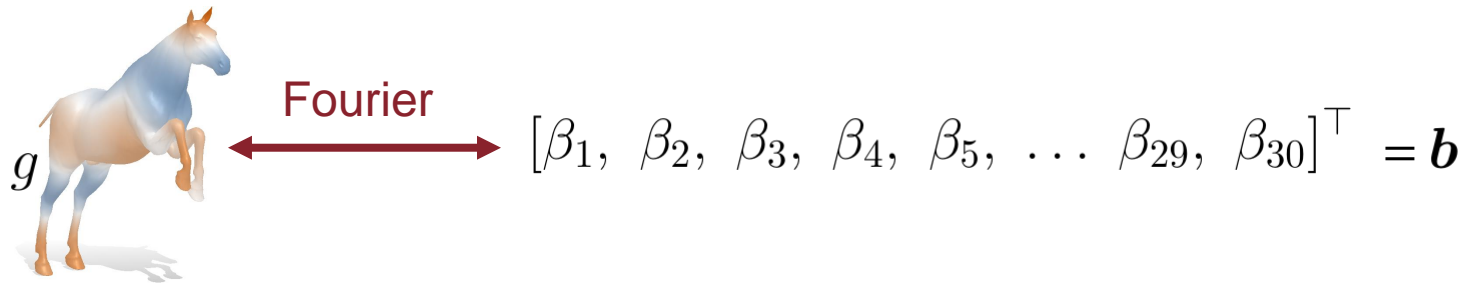 Fourier
g [β₁, β₂, β₃, β₄, β₅, … β₂₉, β₃₀]^⊤ = b